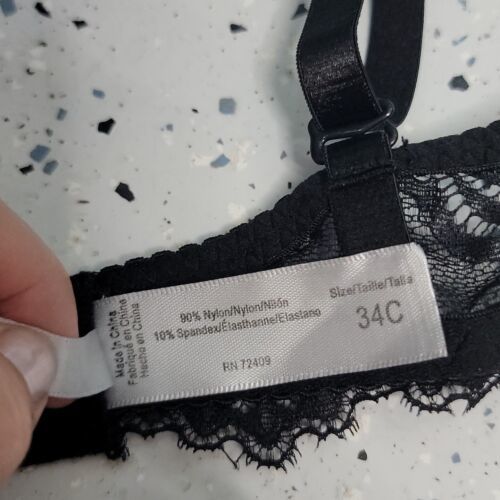 Made in China
Fabriqué en China
Hecho en China
90% Nylon/Nylon/Nilón
10% Spandex/Élasthanne/Elastano
RN 72409
Size/Taille/Talla
34C